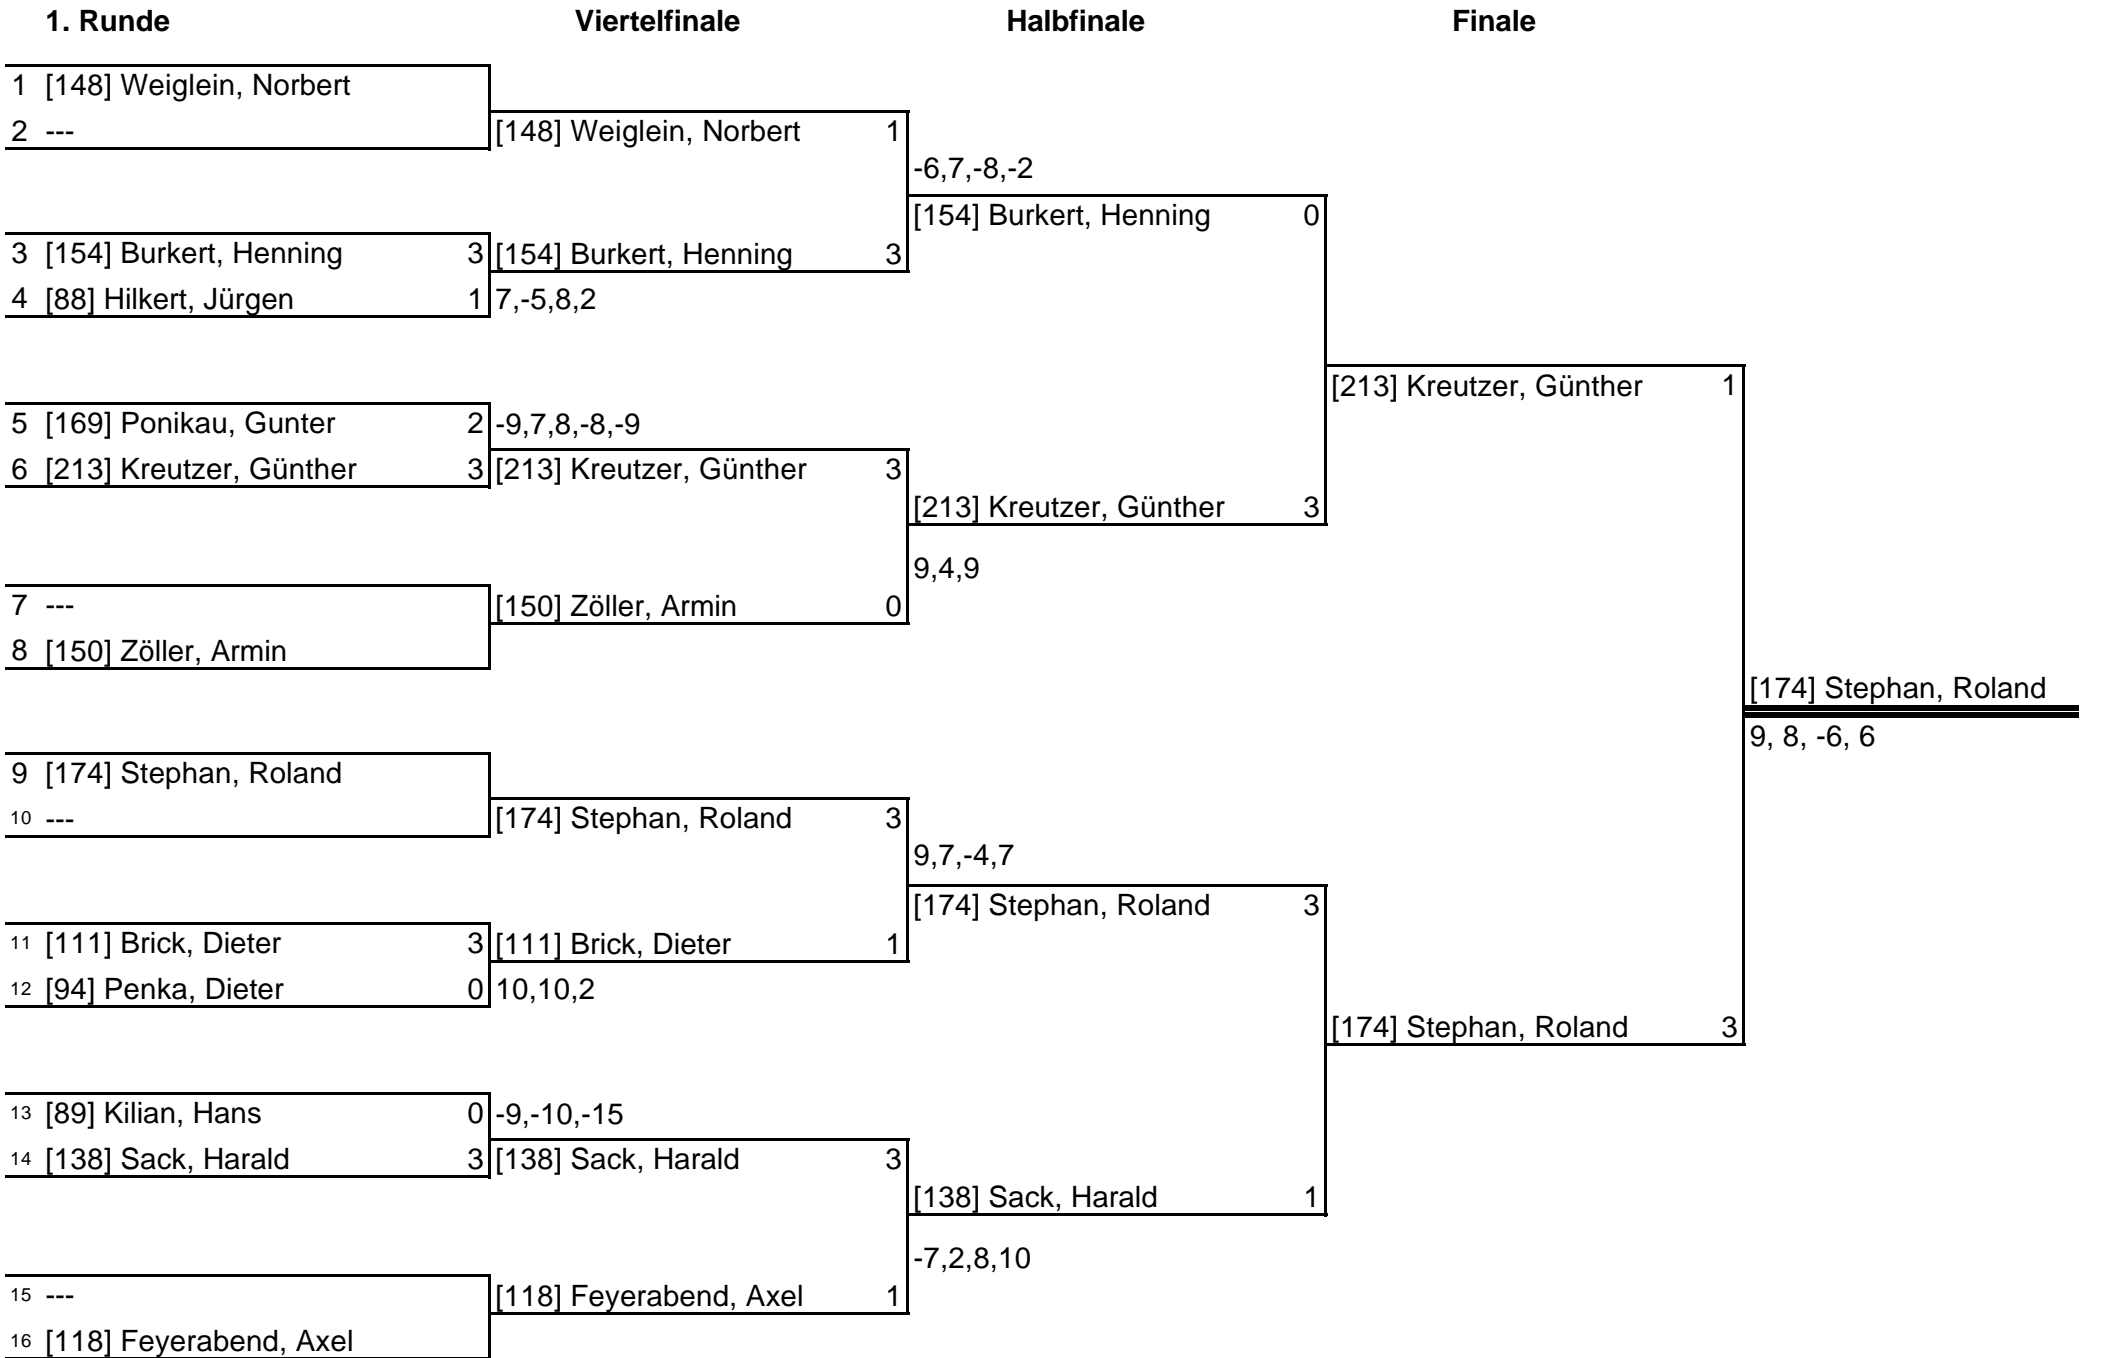 1. Runde Viertelfinale Halbfinale Finale
1 [148] Weiglein, Norbert
2 --- [148] Weiglein, Norbert 1
-6,7,-8,-2
[154] Burkert, Henning 0
3 [154] Burkert, Henning 3 [154] Burkert, Henning 3
4 [88] Hilkert, Jürgen 1 7,-5,8,2
[213] Kreutzer, Günther 1
5 [169] Ponikau, Gunter 2 -9,7,8,-8,-9
6 [213] Kreutzer, Günther 3 [213] Kreutzer, Günther 3
[213] Kreutzer, Günther 3
9,4,9
7 --- [150] Zöller, Armin 0
8 [150] Zöller, Armin
[174] Stephan, Roland
9, 8, -6, 6
9 [174] Stephan, Roland
10 --- [174] Stephan, Roland 3
9,7,-4,7
[174] Stephan, Roland 3
11 [111] Brick, Dieter 3 [111] Brick, Dieter 1
12 [94] Penka, Dieter 0 10,10,2
[174] Stephan, Roland 3
13 [89] Kilian, Hans 0 -9,-10,-15
14 [138] Sack, Harald 3 [138] Sack, Harald 3
[138] Sack, Harald 1
-7,2,8,10
15 --- [118] Feyerabend, Axel 1
16 [118] Feyerabend, Axel